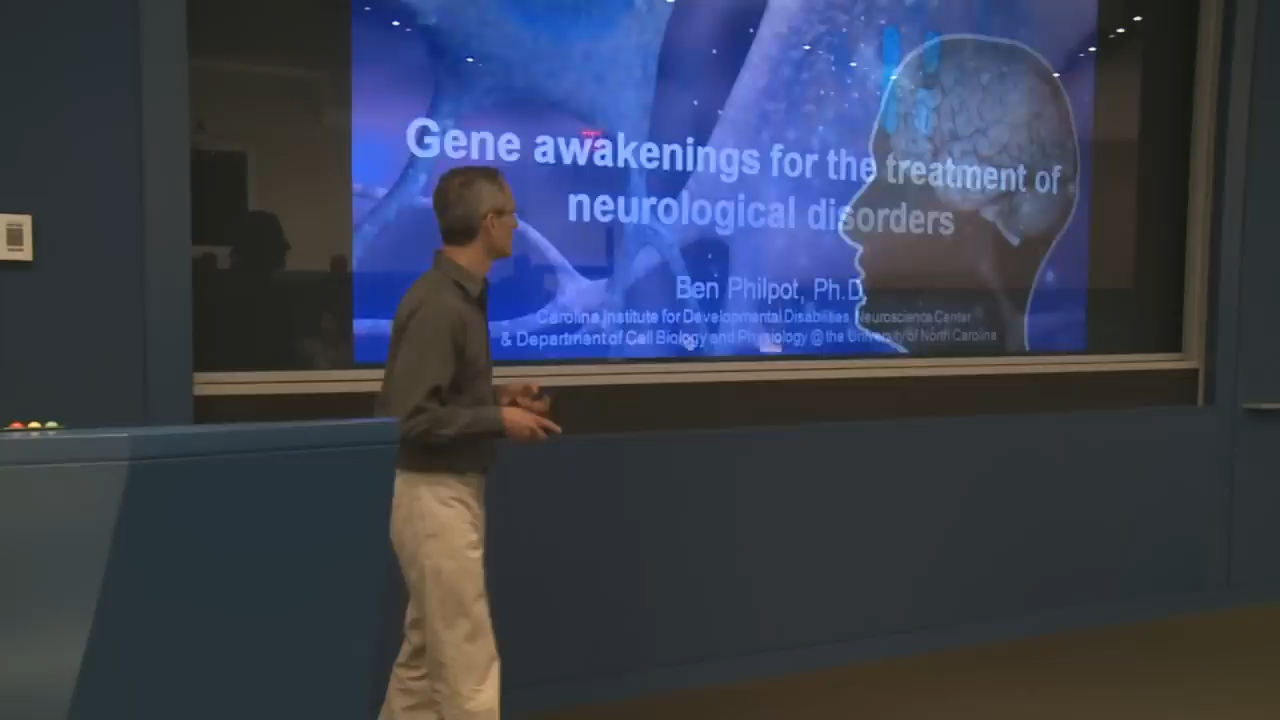 Gene awakenings for the treatment of
neurological disorders
Ben Philpot, Ph.D
Carolina Institute for Developmental Disabilities, Neuroscience Center
& Department of Cell Biology and Physiology @ the University of North Carolina